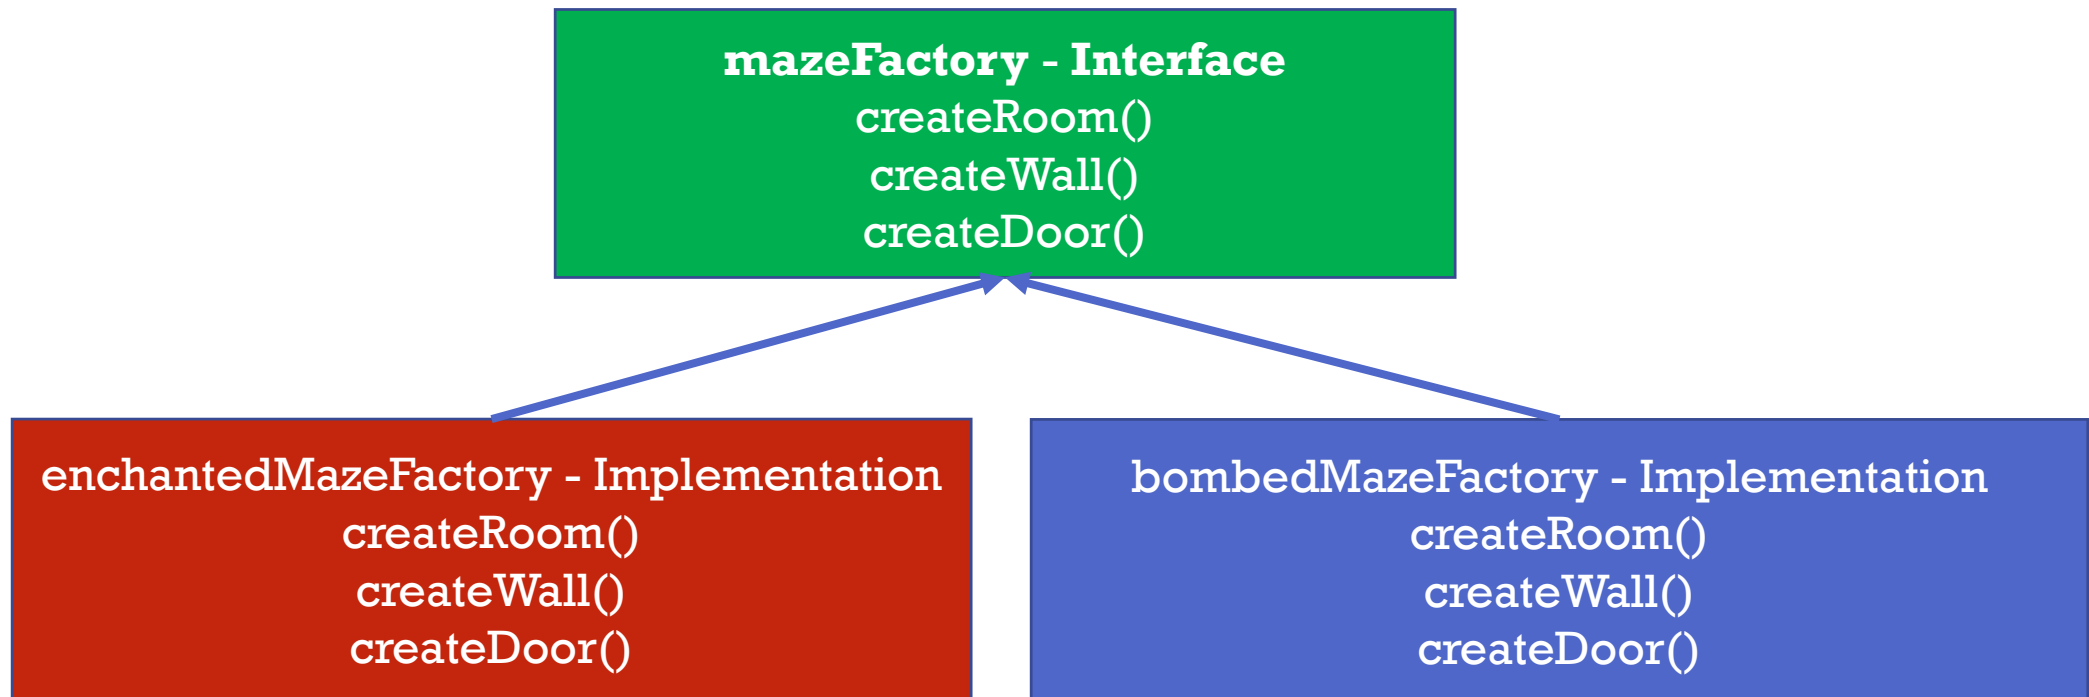 mazeFactory - Interface
createRoom()
createWall()
createDoor()
enchantedMazeFactory - Implementation
createRoom()
createWall()
createDoor()
bombedMazeFactory - Implementation
createRoom()
createWall()
createDoor()